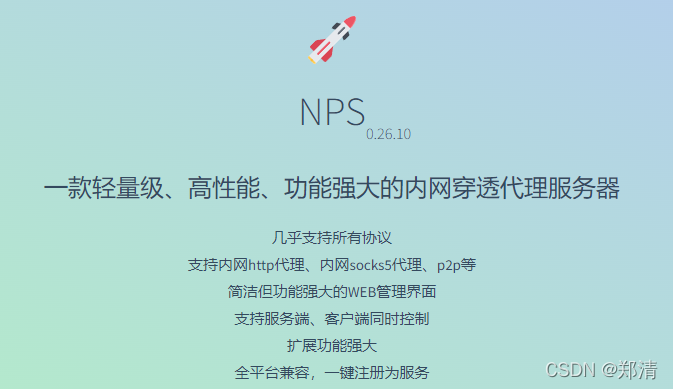 NPS
0.26.10
一款轻量级、高性能、功能强大的内网穿透代理服务器
几乎支持所有协议
支持内网http代理、内网socks5代理、p2p等
简洁但功能强大的WEB管理界面
支持服务端、客户端同时控制
扩展功能强大
全平台兼容，一键注册为服务
CSDN @郑清